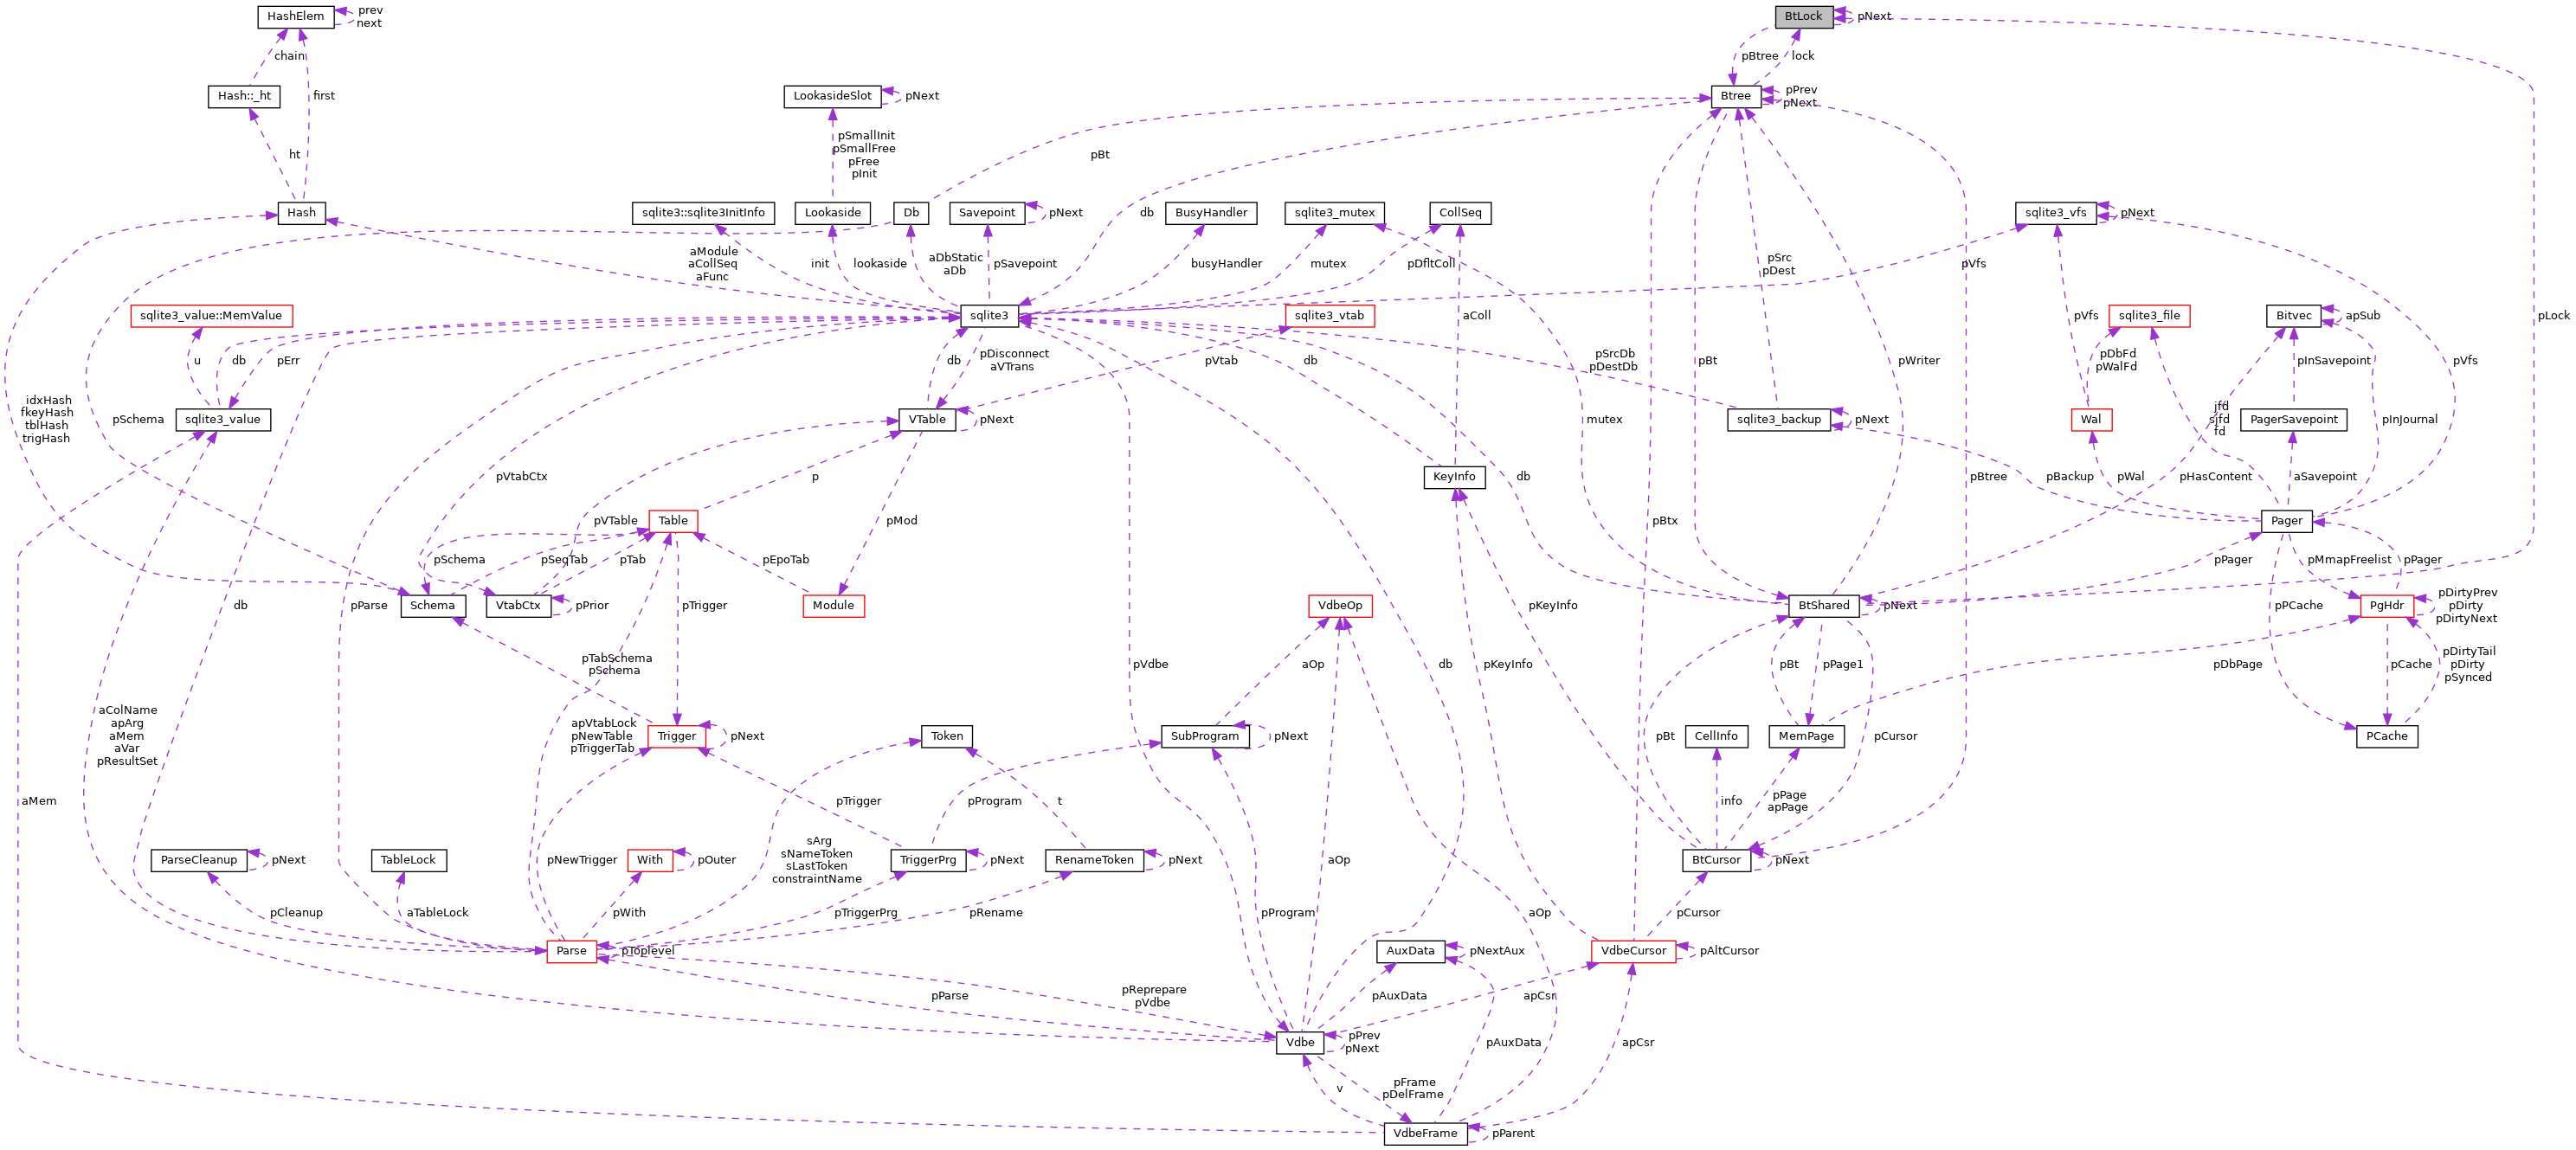 HashElem
prev
next
BtLock
pNext
chain
pBtree
lock
Hash::_ht
first
LookasideSlot
pNext
Btree
pPrev
pNext
ht
pSmallInit
pSmallFree
pFree
pInit
pBt
Hash
sqlite3::sqlite3InitInfo
Lookaside
Db
Savepoint
pNext
db
BusyHandler
sqlite3_mutex
CollSeq
sqlite3_vfs
pNext
aModule
aCollSeq
aFunc
init
lookaside
aDbStatic
aDb
pSavepoint
busyHandler
mutex
pDfltColl
pSrc
pDest
pVfs
sqlite3_value::MemValue
sqlite3
sqlite3_vtab
aColl
pVfs
sqlite3_file
Bitvec
apSub
pLock
u
db
pErr
db
pDisconnect
aVTrans
pVtab
db
pSrcDb
pDestDb
pBt
pWriter
pDbFd
pWalFd
pInSavepoint
pVfs
idxHash
fkeyHash
tblHash
trigHash
pSchema
sqlite3_value
VTable
pNext
mutex
sqlite3_backup
pNext
Wal
jfd
sjfd
fd
PagerSavepoint
pInJournal
pVtabCtx
p
KeyInfo
db
pBtree
pBackup
pWal
pHasContent
aSavepoint
pVTable
Table
pMod
pBtx
Pager
pSchema
pSeqTab
pTab
pEpoTab
pPager
pMmapFreelist
pPager
db
pParse
Schema
VtabCtx
pPrior
pTrigger
Module
VdbeOp
pKeyInfo
BtShared
pNext
pPCache
PgHdr
pDirtyPrev
pDirty
pDirtyNext
pTabSchema
pSchema
pVdbe
aOp
db
pKeyInfo
pBt
pPage1
pDbPage
pCache
pDirtyTail
pDirty
pSynced
aColName
apArg
aMem
aVar
pResultSet
apVtabLock
pNewTable
pTriggerTab
Trigger
pNext
Token
SubProgram
pNext
pBt
CellInfo
MemPage
pCursor
PCache
aMem
pTrigger
pProgram
t
info
pPage
apPage
ParseCleanup
pNext
TableLock
pNewTrigger
With
pOuter
sArg
sNameToken
sLastToken
constraintName
TriggerPrg
pNext
RenameToken
pNext
aOp
BtCursor
pNext
pCleanup
aTableLock
pWith
pTriggerPrg
pRename
pProgram
aOp
pCursor
Parse
pToplevel
AuxData
pNextAux
VdbeCursor
pAltCursor
pParse
pReprepare
pVdbe
pAuxData
apCsr
Vdbe
pPrev
pNext
pAuxData
apCsr
v
pFrame
pDelFrame
VdbeFrame
pParent